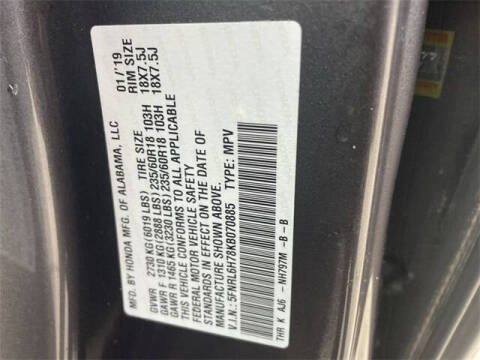 MFD. BY HONDA MFG. OF ALABAMA, LLC 01/'19
TIRE SIZE RIM SIZE
GVWR 2730 KG (6019 LBS)
GAWR F 1310 KG (2888 LBS) 235/60R18 103H 18X7.5J
GAWR R 1465 KG (3230 LBS) 235/60R18 103H 18X7.5J
THIS VEHICLE CONFORMS TO ALL APPLICABLE
FEDERAL MOTOR VEHICLE SAFETY
STANDARDS IN EFFECT ON THE DATE OF
MANUFACTURE SHOWN ABOVE.
V.I.N.: 5FNRL6H78KB070885 TYPE: MPV
THR K AJ6 -NH797M -B -B